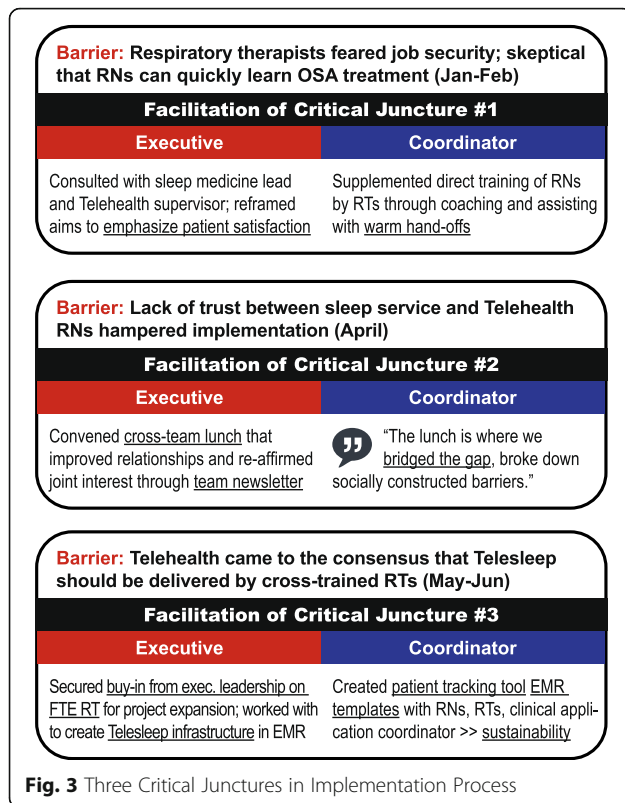 Barrier: Respiratory therapists feared job security; skeptical
that RNs can quickly learn OSA treatment (Jan-Feb)
Facilitation of Critical Juncture #1
Executive
Coordinator
Consulted with sleep medicine lead
and Telehealth supervisor; reframed
aims to emphasize patient satisfaction
Supplemented direct training of RNs
by RTs through coaching and assisting
with warm hand-offs
Barrier: Lack of trust between sleep service and Telehealth
RNs hampered implementation (April)
Facilitation of Critical Juncture #2
Executive
Coordinator
Convened cross-team lunch that
improved relationships and re-affirmed
joint interest through team newsletter
“The lunch is where we
bridged the gap, broke down
socially constructed barriers.”
Barrier: Telehealth came to the consensus that Telesleep
should be delivered by cross-trained RTs (May-Jun)
Facilitation of Critical Juncture #3
Executive
Coordinator
Secured buy-in from exec. leadership on
FTE RT for project expansion; worked with
to create Telesleep infrastructure in EMR
Created patient tracking tool EMR
templates with RNs, RTs, clinical appli-
cation coordinator >> sustainability
Fig. 3 Three Critical Junctures in Implementation Process